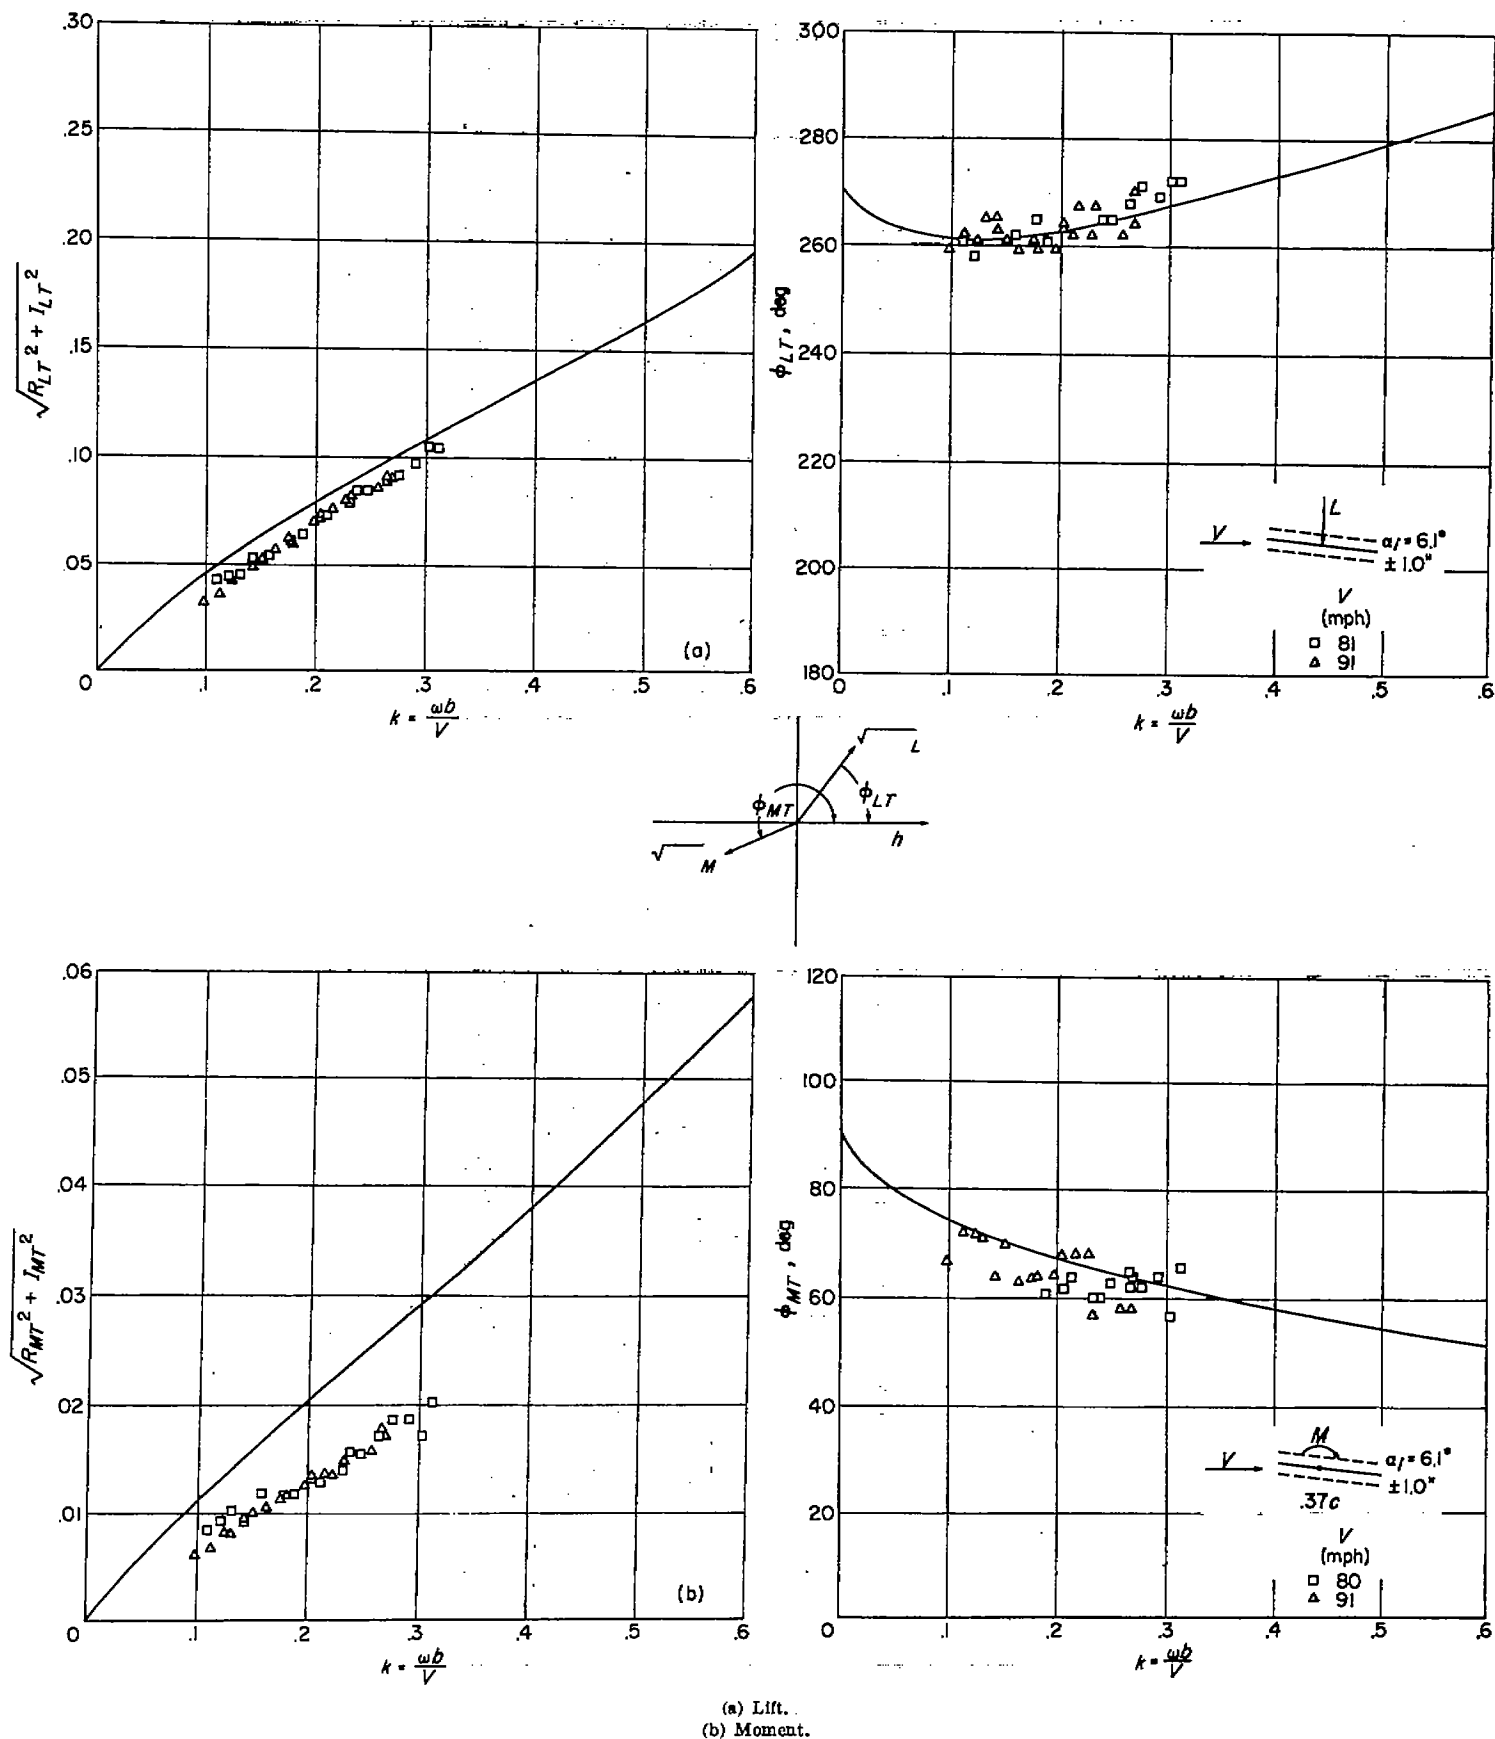 .30
.25
.20
.15
.10
.05
0
.1
.2
.3
.4
.5
.6
√R_LT² + I_LT²
k = ωb/V
(a)
300
280
260
240
220
200
180
0
.1
.2
.3
.4
.5
.6
ϕ_LT, deg
k = ωb/V
L
V
α_i = 6.1°
± 1.0°
V
(mph)
□ 81
△ 91
√ L
ϕ_MT
ϕ_LT
h
√ M
.06
.05
.04
.03
.02
.01
0
.1
.2
.3
.4
.5
.6
√R_MT² + I_MT²
k = ωb/V
(b)
120
100
80
60
40
20
0
.1
.2
.3
.4
.5
.6
ϕ_MT, deg
k = ωb/V
M
V
α_i = 6.1°
± 1.0°
.37c
V
(mph)
□ 80
△ 91
(a) Lift.
(b) Moment.